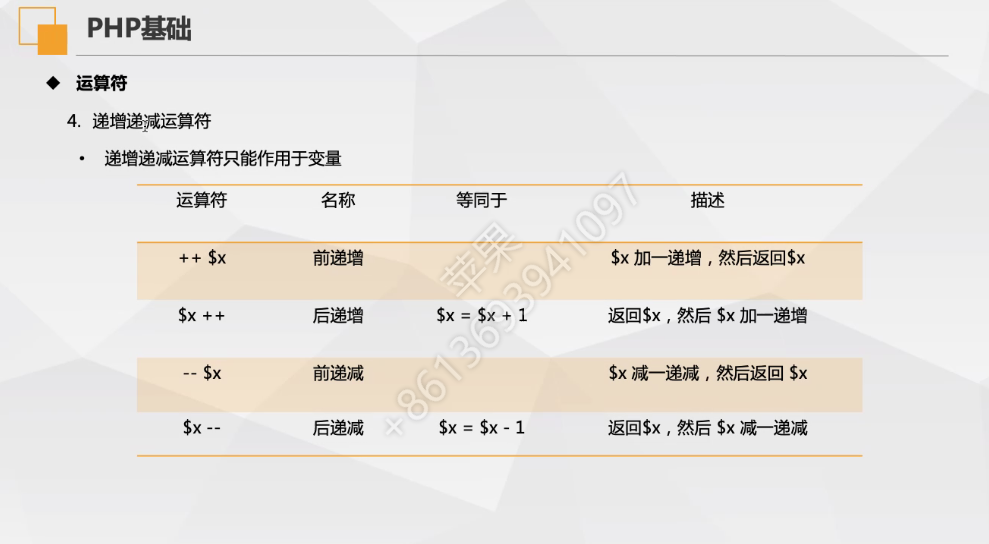 PHP基础
◆ 运算符
4. 递增递减运算符
• 递增递减运算符只能作用于变量
运算符 名称 等同于 描述
++ $x 前递增 $x 加一递增，然后返回$x
$x ++ 后递增 $x = $x + 1 返回$x，然后 $x 加一递增
-- $x 前递减 $x 减一递减，然后返回 $x
$x -- 后递减 $x = $x - 1 返回$x，然后 $x 减一递减
苹果
+8613693941097